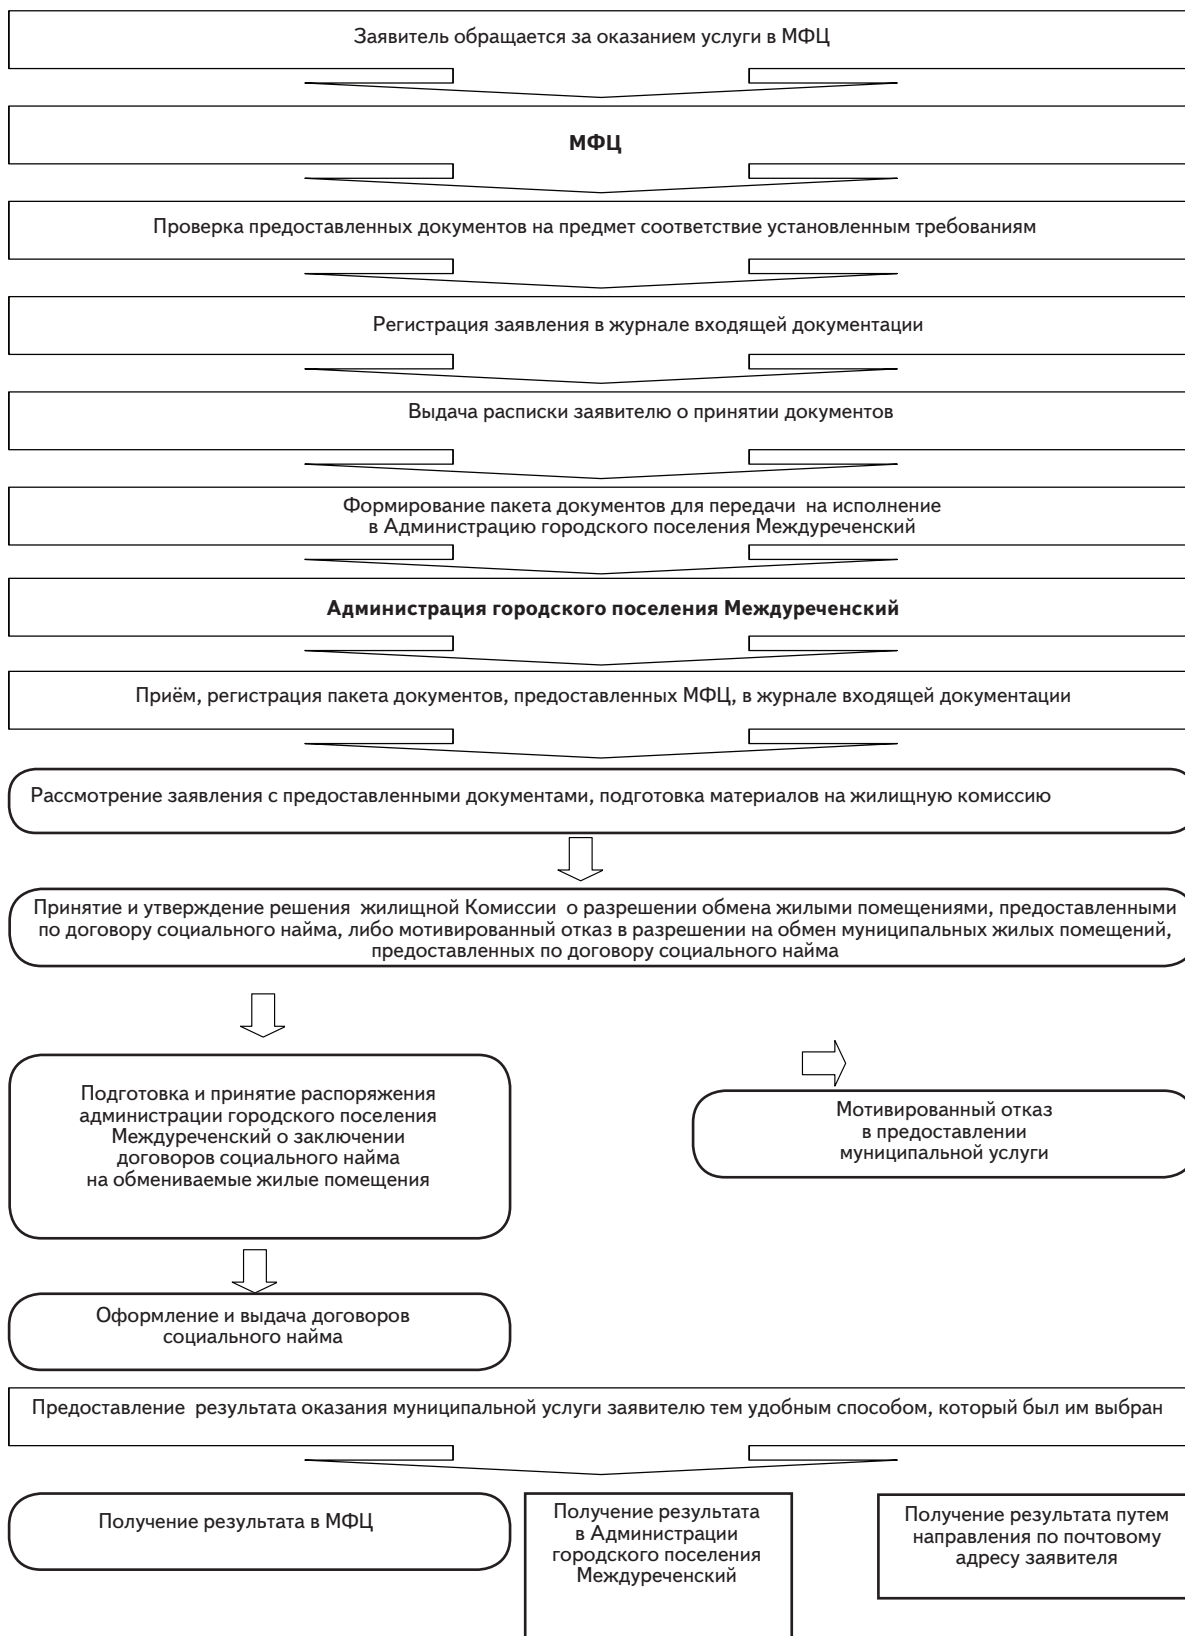 Заявитель обращается за оказанием услуги в МФЦ
МФЦ
Проверка предоставленных документов на предмет соответствие установленным требованиям
Регистрация заявления в журнале входящей документации
Выдача расписки заявителю о принятии документов
Формирование пакета документов для передачи на исполнение
в Администрацию городского поселения Междуреченский
Администрация городского поселения Междуреченский
Приём, регистрация пакета документов, предоставленных МФЦ, в журнале входящей документации
Рассмотрение заявления с предоставленными документами, подготовка материалов на жилищную комиссию
Принятие и утверждение решения жилищной Комиссии о разрешении обмена жилыми помещениями, предоставленными
по договору социального найма, либо мотивированный отказ в разрешении на обмен муниципальных жилых помещений,
предоставленных по договору социального найма
Подготовка и принятие распоряжения
администрации городского поселения
Междуреченский о заключении
договоров социального найма
на обмениваемые жилые помещения
Мотивированный отказ
в предоставлении
муниципальной услуги
Оформление и выдача договоров
социального найма
Предоставление результата оказания муниципальной услуги заявителю тем удобным способом, который был им выбран
Получение результата в МФЦ
Получение результата
в Администрации
городского поселения
Междуреченский
Получение результата путем
направления по почтовому
адресу заявителя